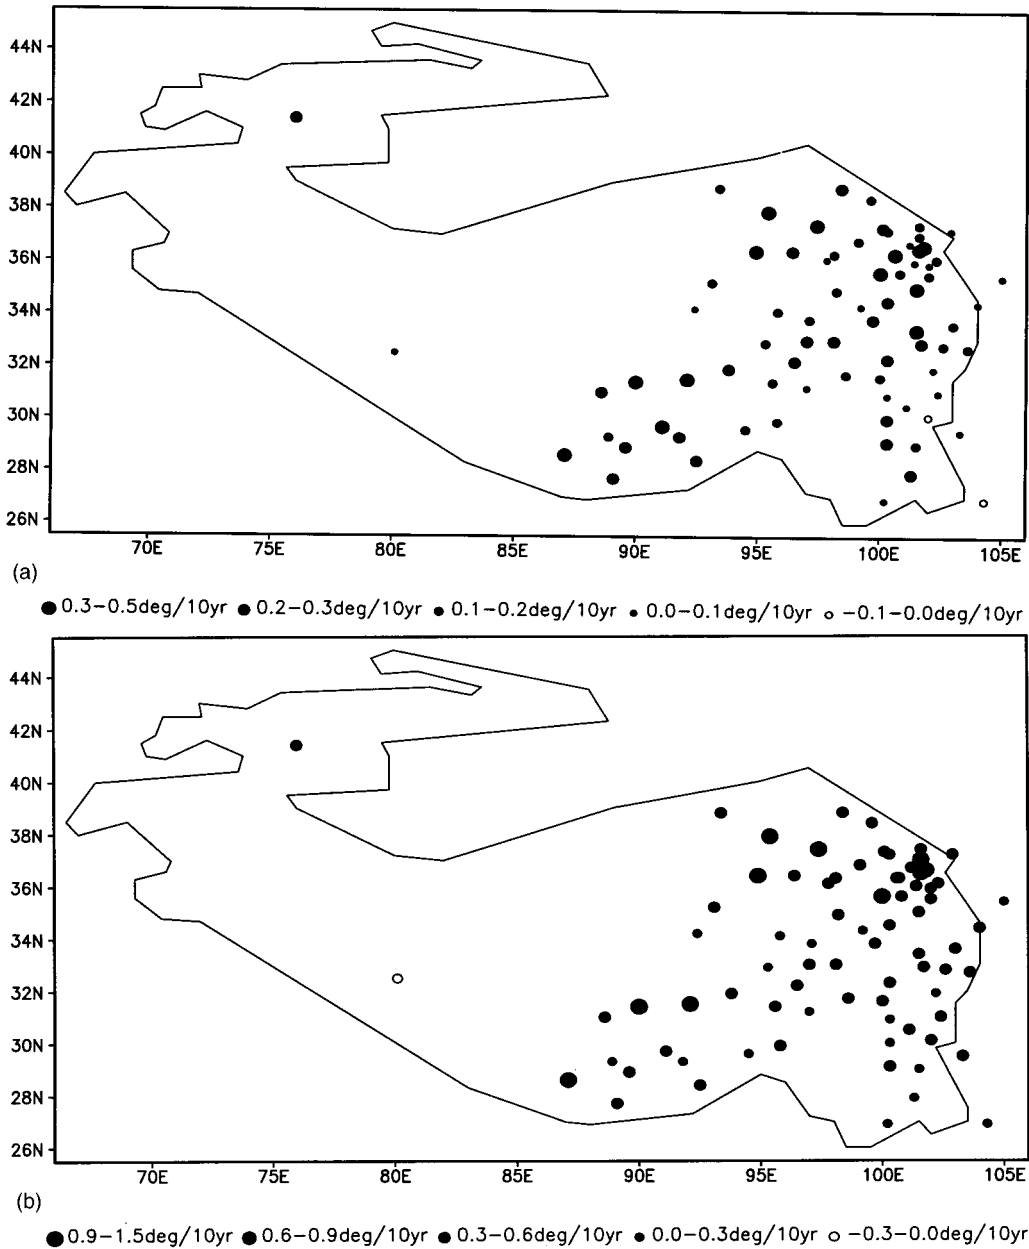 44N
42N
40N
38N
36N
34N
32N
30N
28N
26N
70E 75E 80E 85E 90E 95E 100E 105E
(a)
0.3−0.5deg/10yr 0.2−0.3deg/10yr 0.1−0.2deg/10yr 0.0−0.1deg/10yr −0.1−0.0deg/10yr
44N
42N
40N
38N
36N
34N
32N
30N
28N
26N
70E 75E 80E 85E 90E 95E 100E 105E
(b)
0.9−1.5deg/10yr 0.6−0.9deg/10yr 0.3−0.6deg/10yr 0.0−0.3deg/10yr −0.3−0.0deg/10yr